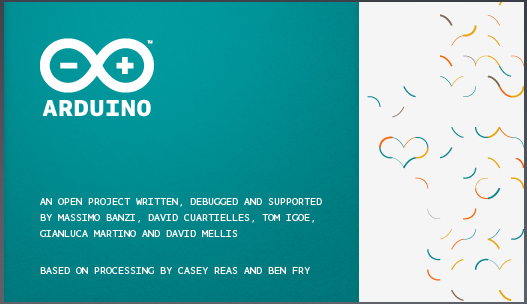 ARDUINO
AN OPEN PROJECT WRITTEN, DEBUGGED AND SUPPORTED
BY MASSIMO BANZI, DAVID CUARTIELLES, TOM IGOE,
GIANLUCA MARTINO AND DAVID MELLIS
BASED ON PROCESSING BY CASEY REAS AND BEN FRY